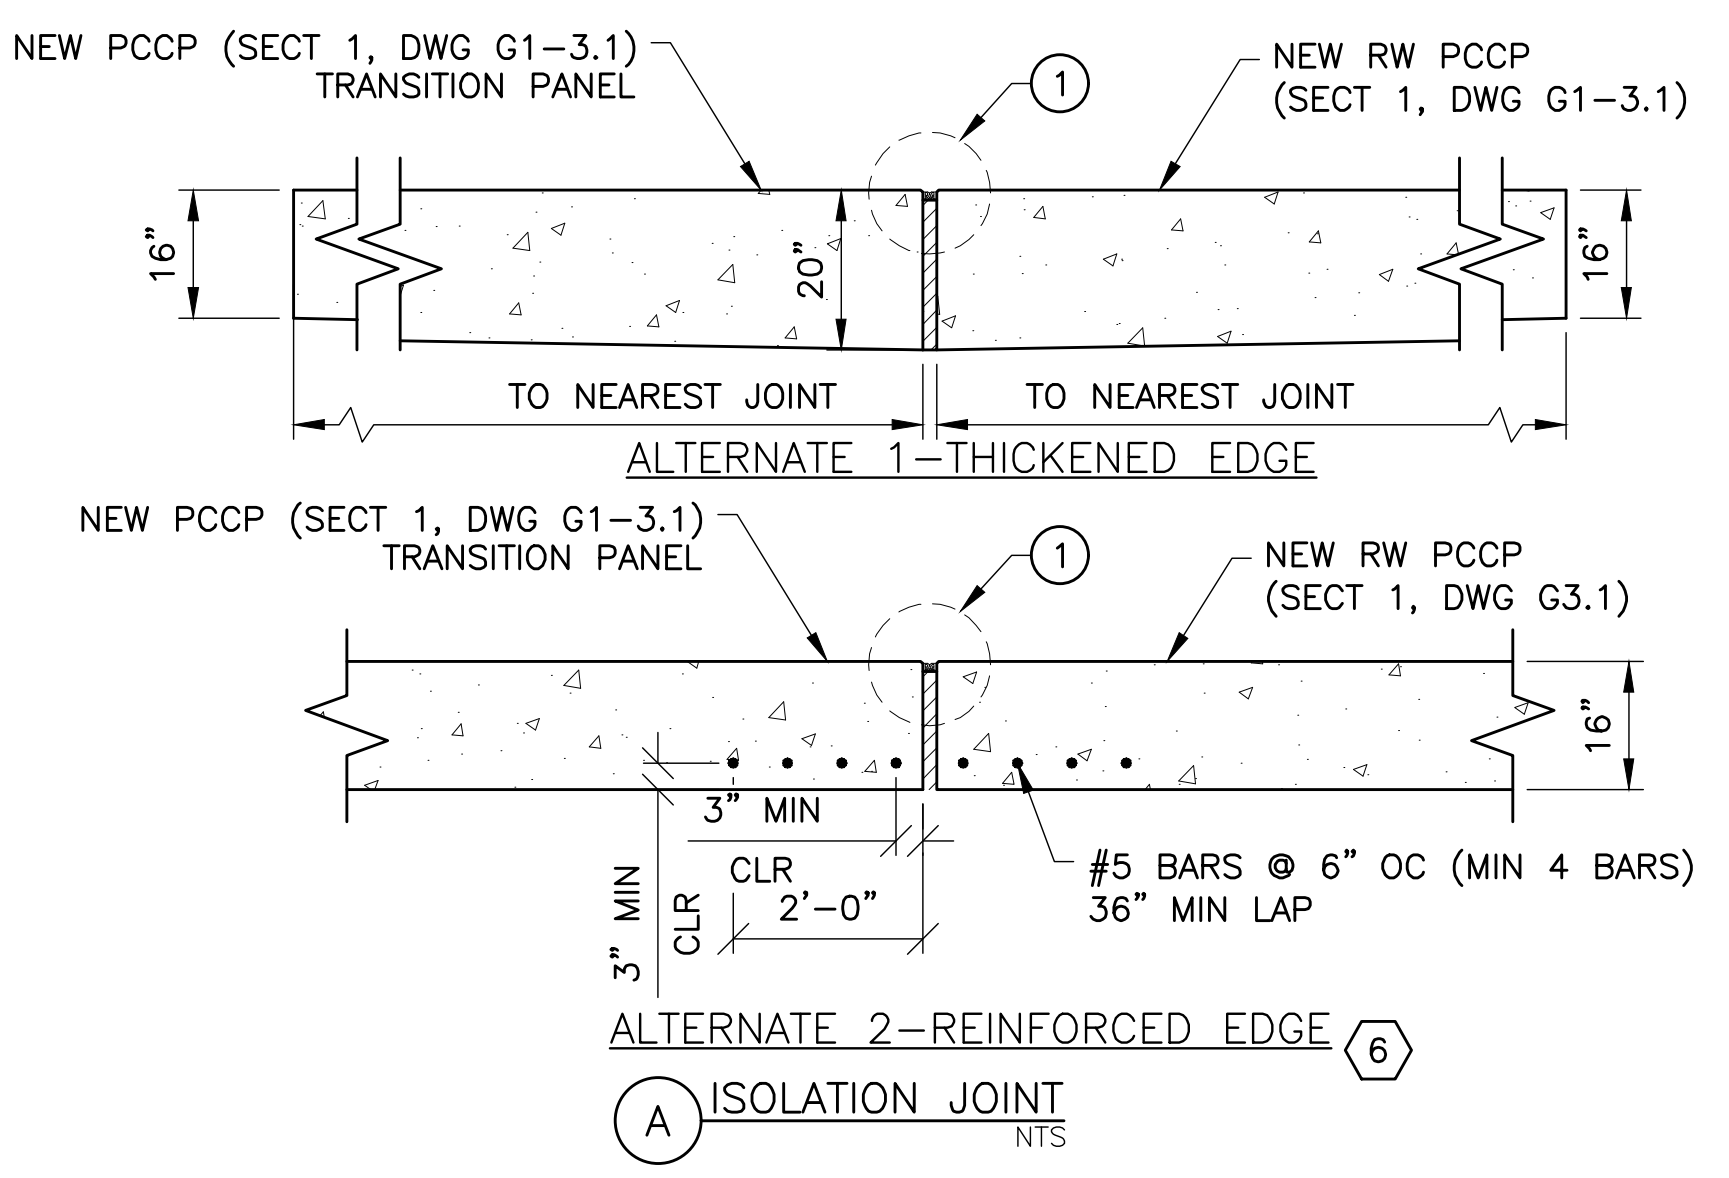 NEW PCCP (SECT 1, DWG G1-3.1)
TRANSITION PANEL
1
NEW RW PCCP
(SECT 1, DWG G1-3.1)
16"
20"
16"
TO NEAREST JOINT
TO NEAREST JOINT
ALTERNATE 1-THICKENED EDGE
NEW PCCP (SECT 1, DWG G1-3.1)
TRANSITION PANEL
1
NEW RW PCCP
(SECT 1, DWG G3.1)
16"
3" MIN
CLR
3" MIN
CLR
2'-0"
#5 BARS @ 6" OC (MIN 4 BARS)
36" MIN LAP
ALTERNATE 2-REINFORCED EDGE
6
A
ISOLATION JOINT
NTS